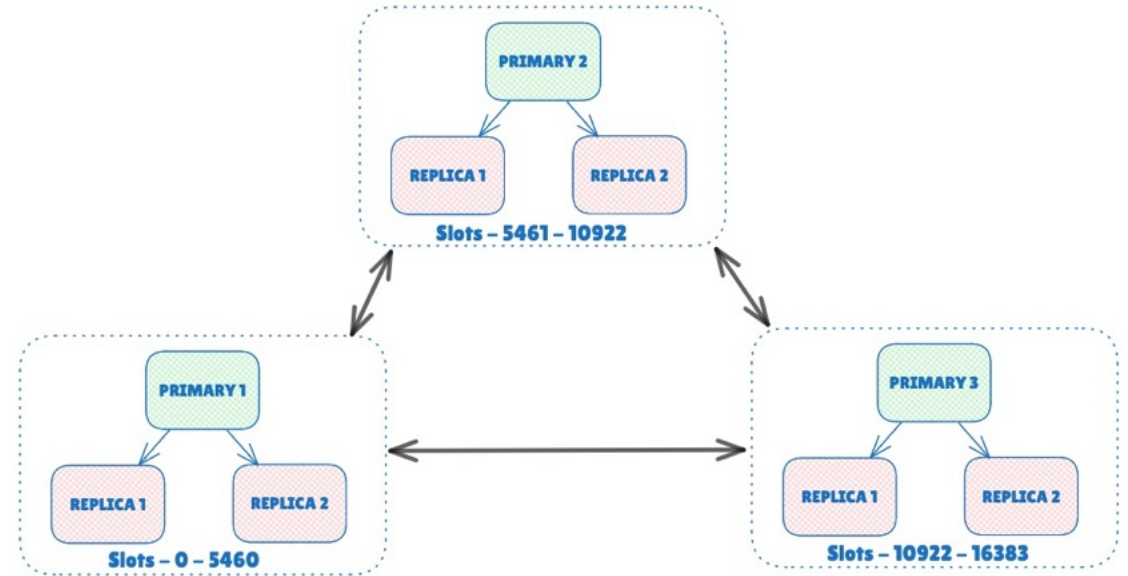 PRIMARY 2
REPLICA 1
REPLICA 2
Slots - 5461 - 10922
PRIMARY 1
REPLICA 1
REPLICA 2
Slots - 0 - 5460
PRIMARY 3
REPLICA 1
REPLICA 2
Slots - 10922 - 16383